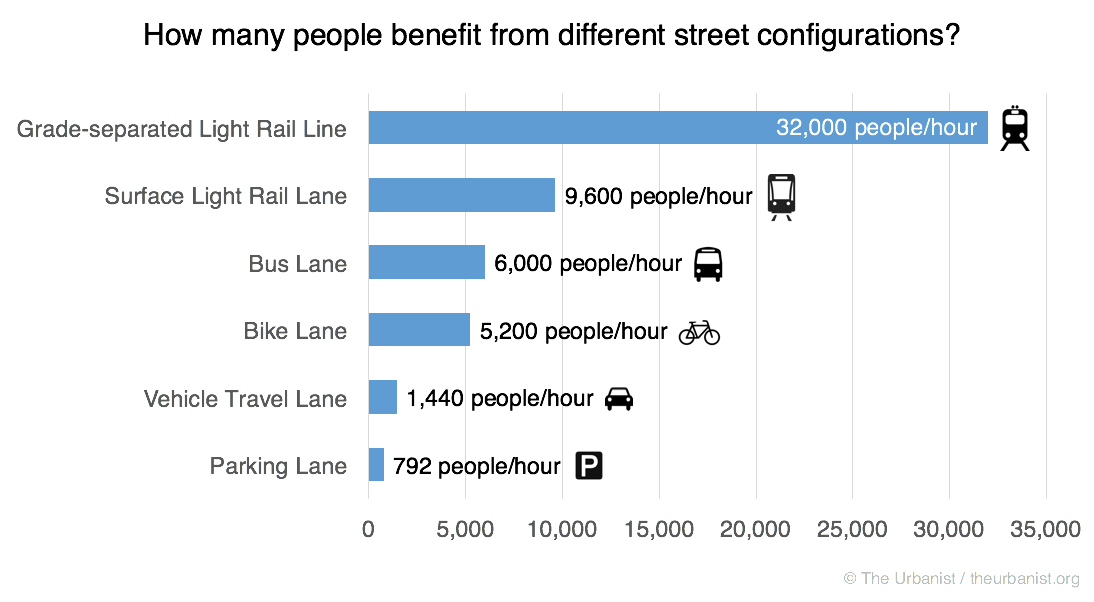 How many people benefit from different street configurations?
Grade-separated Light Rail Line 32,000 people/hour
Surface Light Rail Lane 9,600 people/hour
Bus Lane 6,000 people/hour
Bike Lane 5,200 people/hour
Vehicle Travel Lane 1,440 people/hour
Parking Lane 792 people/hour P
0 5,000 10,000 15,000 20,000 25,000 30,000 35,000
© The Urbanist / theurbanist.org